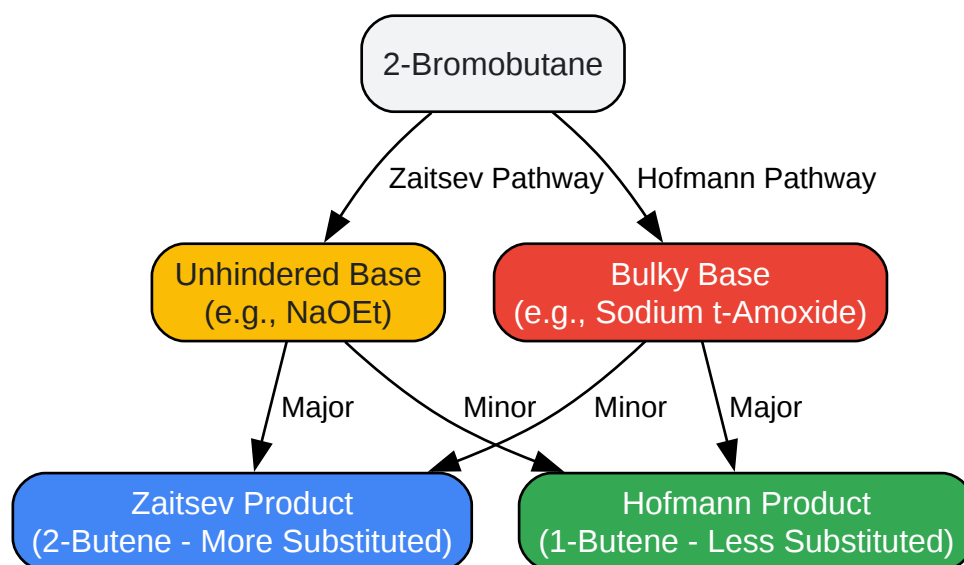 2-Bromobutane
Zaitsev Pathway
Hofmann Pathway
Unhindered Base
(e.g., NaOEt)
Bulky Base
(e.g., Sodium t-Amoxide)
Major
Minor
Minor
Major
Zaitsev Product
(2-Butene - More Substituted)
Hofmann Product
(1-Butene - Less Substituted)